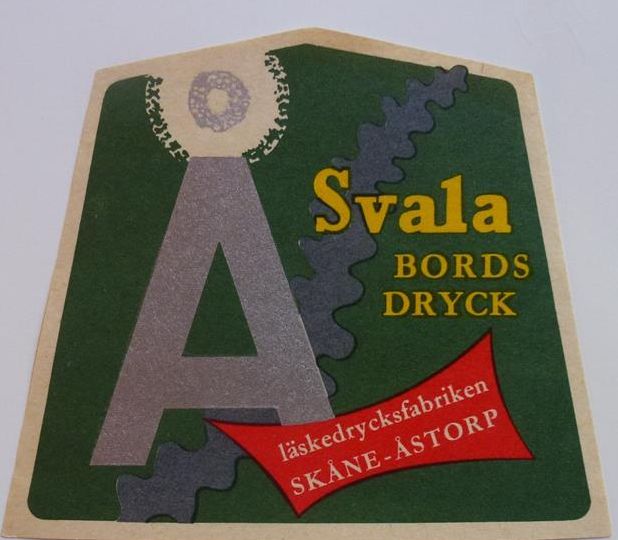 Å
Svala
BORDS
DRYCK
läskedrycksfabriken
SKÅNE-ÅSTORP